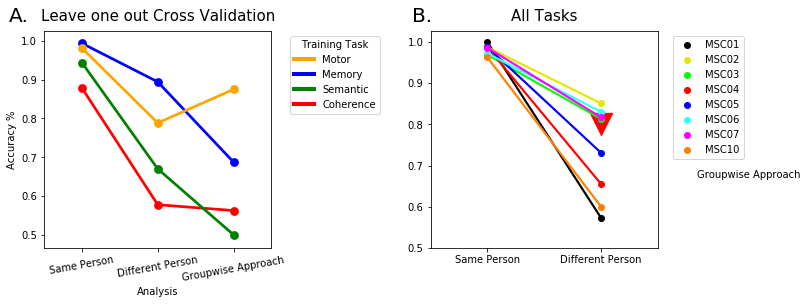 A. Leave one out Cross Validation
1.0
0.9
0.8
0.7
0.6
0.5
Accuracy %
Same Person
Different Person
Groupwise Approach
Analysis
Training Task
Motor
Memory
Semantic
Coherence
B. All Tasks
1.0
0.9
0.8
0.7
0.6
0.5
Same Person
Different Person
MSC01
MSC02
MSC03
MSC04
MSC05
MSC06
MSC07
MSC10
Groupwise Approach